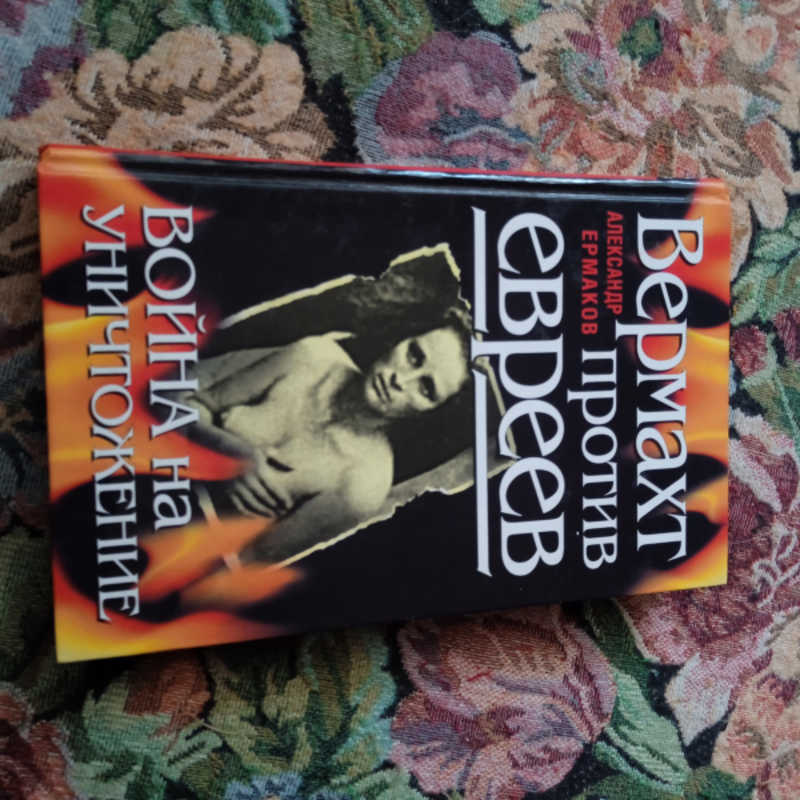 АЛЕКСАНДР
ЕРМАКОВ
Вермахт
против
евреев
ВОЙНА на
УНИЧТОЖЕНИЕ